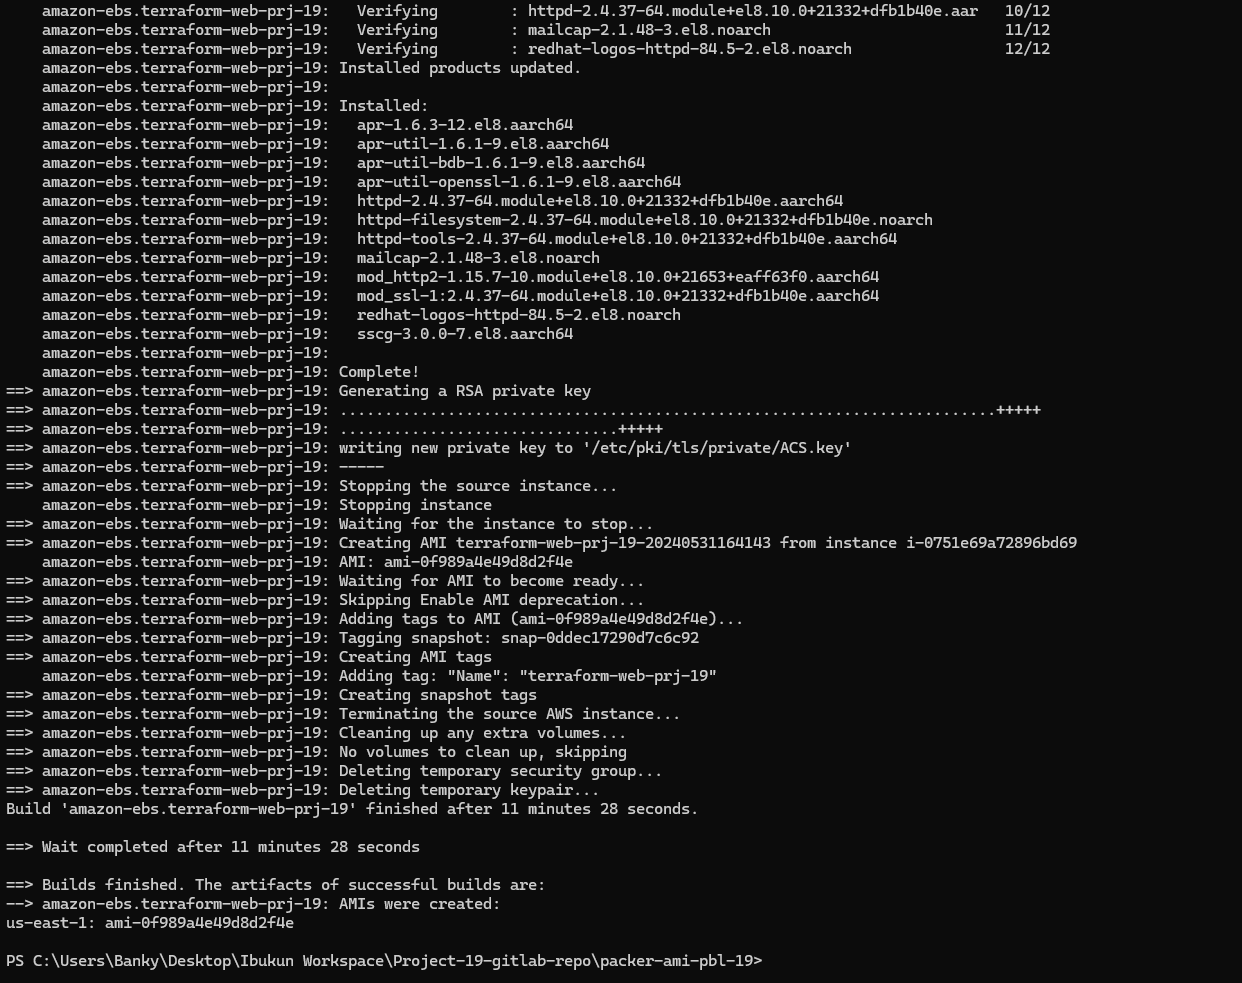 amazon-ebs.terraform-web-prj-19:   Verifying        : httpd-2.4.37-64.module+el8.10.0+21332+dfb1b40e.aar   10/12
amazon-ebs.terraform-web-prj-19:   Verifying        : mailcap-2.1.48-3.el8.noarch                          11/12
amazon-ebs.terraform-web-prj-19:   Verifying        : redhat-logos-httpd-84.5-2.el8.noarch                 12/12
amazon-ebs.terraform-web-prj-19: Installed products updated.
amazon-ebs.terraform-web-prj-19:
amazon-ebs.terraform-web-prj-19: Installed:
amazon-ebs.terraform-web-prj-19:   apr-1.6.3-12.el8.aarch64
amazon-ebs.terraform-web-prj-19:   apr-util-1.6.1-9.el8.aarch64
amazon-ebs.terraform-web-prj-19:   apr-util-bdb-1.6.1-9.el8.aarch64
amazon-ebs.terraform-web-prj-19:   apr-util-openssl-1.6.1-9.el8.aarch64
amazon-ebs.terraform-web-prj-19:   httpd-2.4.37-64.module+el8.10.0+21332+dfb1b40e.aarch64
amazon-ebs.terraform-web-prj-19:   httpd-filesystem-2.4.37-64.module+el8.10.0+21332+dfb1b40e.noarch
amazon-ebs.terraform-web-prj-19:   httpd-tools-2.4.37-64.module+el8.10.0+21332+dfb1b40e.aarch64
amazon-ebs.terraform-web-prj-19:   mailcap-2.1.48-3.el8.noarch
amazon-ebs.terraform-web-prj-19:   mod_http2-1.15.7-10.module+el8.10.0+21653+eaff63f0.aarch64
amazon-ebs.terraform-web-prj-19:   mod_ssl-1:2.4.37-64.module+el8.10.0+21332+dfb1b40e.aarch64
amazon-ebs.terraform-web-prj-19:   redhat-logos-httpd-84.5-2.el8.noarch
amazon-ebs.terraform-web-prj-19:   sscg-3.0.0-7.el8.aarch64
amazon-ebs.terraform-web-prj-19:
amazon-ebs.terraform-web-prj-19: Complete!
==> amazon-ebs.terraform-web-prj-19: Generating a RSA private key
==> amazon-ebs.terraform-web-prj-19: .........................................................................+++++
==> amazon-ebs.terraform-web-prj-19: ..................................+++++
==> amazon-ebs.terraform-web-prj-19: writing new private key to '/etc/pki/tls/private/ACS.key'
==> amazon-ebs.terraform-web-prj-19: -----
==> amazon-ebs.terraform-web-prj-19: Stopping the source instance...
amazon-ebs.terraform-web-prj-19: Stopping instance
==> amazon-ebs.terraform-web-prj-19: Waiting for the instance to stop...
==> amazon-ebs.terraform-web-prj-19: Creating AMI terraform-web-prj-19-20240531164143 from instance i-0751e69a72896bd69
amazon-ebs.terraform-web-prj-19: AMI: ami-0f989a4e49d8d2f4e
==> amazon-ebs.terraform-web-prj-19: Waiting for AMI to become ready...
==> amazon-ebs.terraform-web-prj-19: Skipping Enable AMI deprecation...
==> amazon-ebs.terraform-web-prj-19: Adding tags to AMI (ami-0f989a4e49d8d2f4e)...
==> amazon-ebs.terraform-web-prj-19: Tagging snapshot: snap-0ddec17290d7c6c92
==> amazon-ebs.terraform-web-prj-19: Creating AMI tags
amazon-ebs.terraform-web-prj-19: Adding tag: "Name": "terraform-web-prj-19"
==> amazon-ebs.terraform-web-prj-19: Creating snapshot tags
==> amazon-ebs.terraform-web-prj-19: Terminating the source AWS instance...
==> amazon-ebs.terraform-web-prj-19: Cleaning up any extra volumes...
==> amazon-ebs.terraform-web-prj-19: No volumes to clean up, skipping
==> amazon-ebs.terraform-web-prj-19: Deleting temporary security group...
==> amazon-ebs.terraform-web-prj-19: Deleting temporary keypair...
Build 'amazon-ebs.terraform-web-prj-19' finished after 11 minutes 28 seconds.
==> Wait completed after 11 minutes 28 seconds
==> Builds finished. The artifacts of successful builds are:
--> amazon-ebs.terraform-web-prj-19: AMIs were created:
us-east-1: ami-0f989a4e49d8d2f4e
PS C:\Users\Banky\Desktop\Ibukun Workspace\Project-19-gitlab-repo\packer-ami-pbl-19>